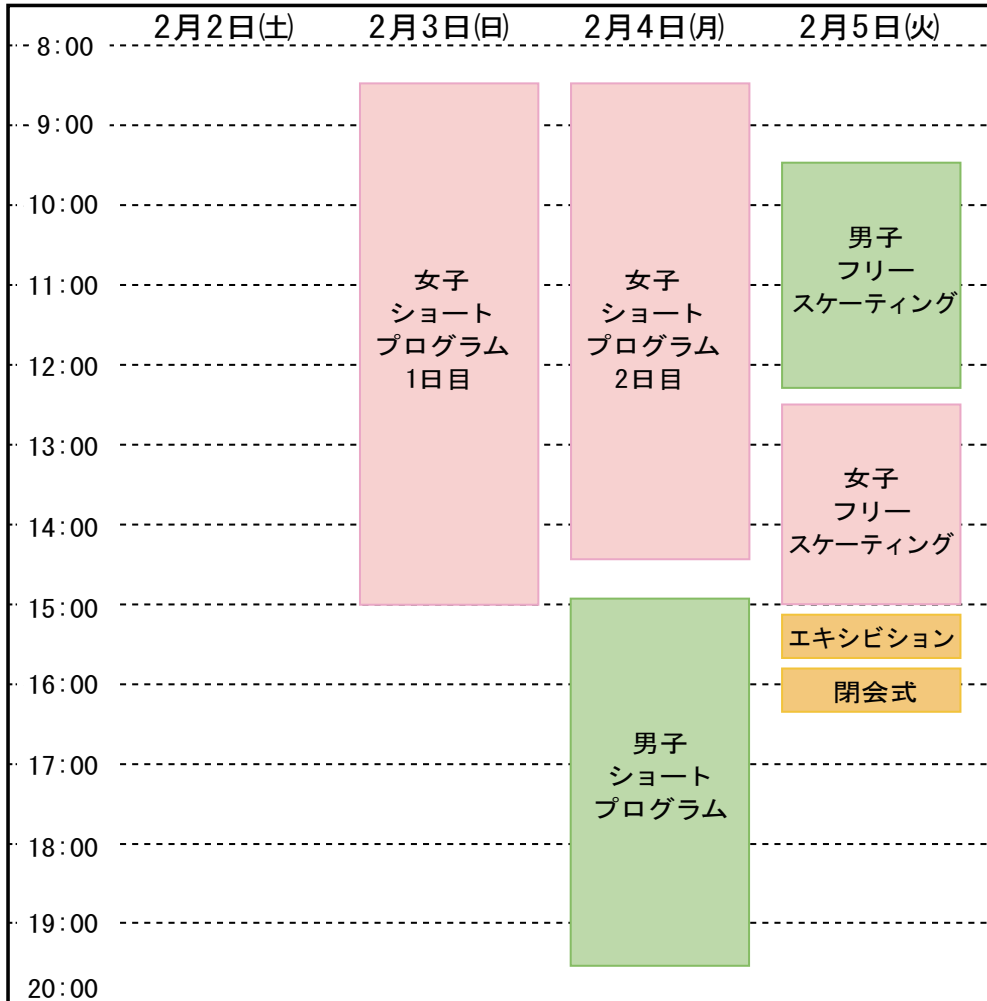 2月2日(土) 2月3日(日) 2月4日(月) 2月5日(火)
8:00
9:00
10:00
11:00
12:00
13:00
14:00
15:00
16:00
17:00
18:00
19:00
20:00
女子
ショート
プログラム
1日目
女子
ショート
プログラム
2日目
男子
ショート
プログラム
男子
フリー
スケーティング
女子
フリー
スケーティング
エキシビション
閉会式